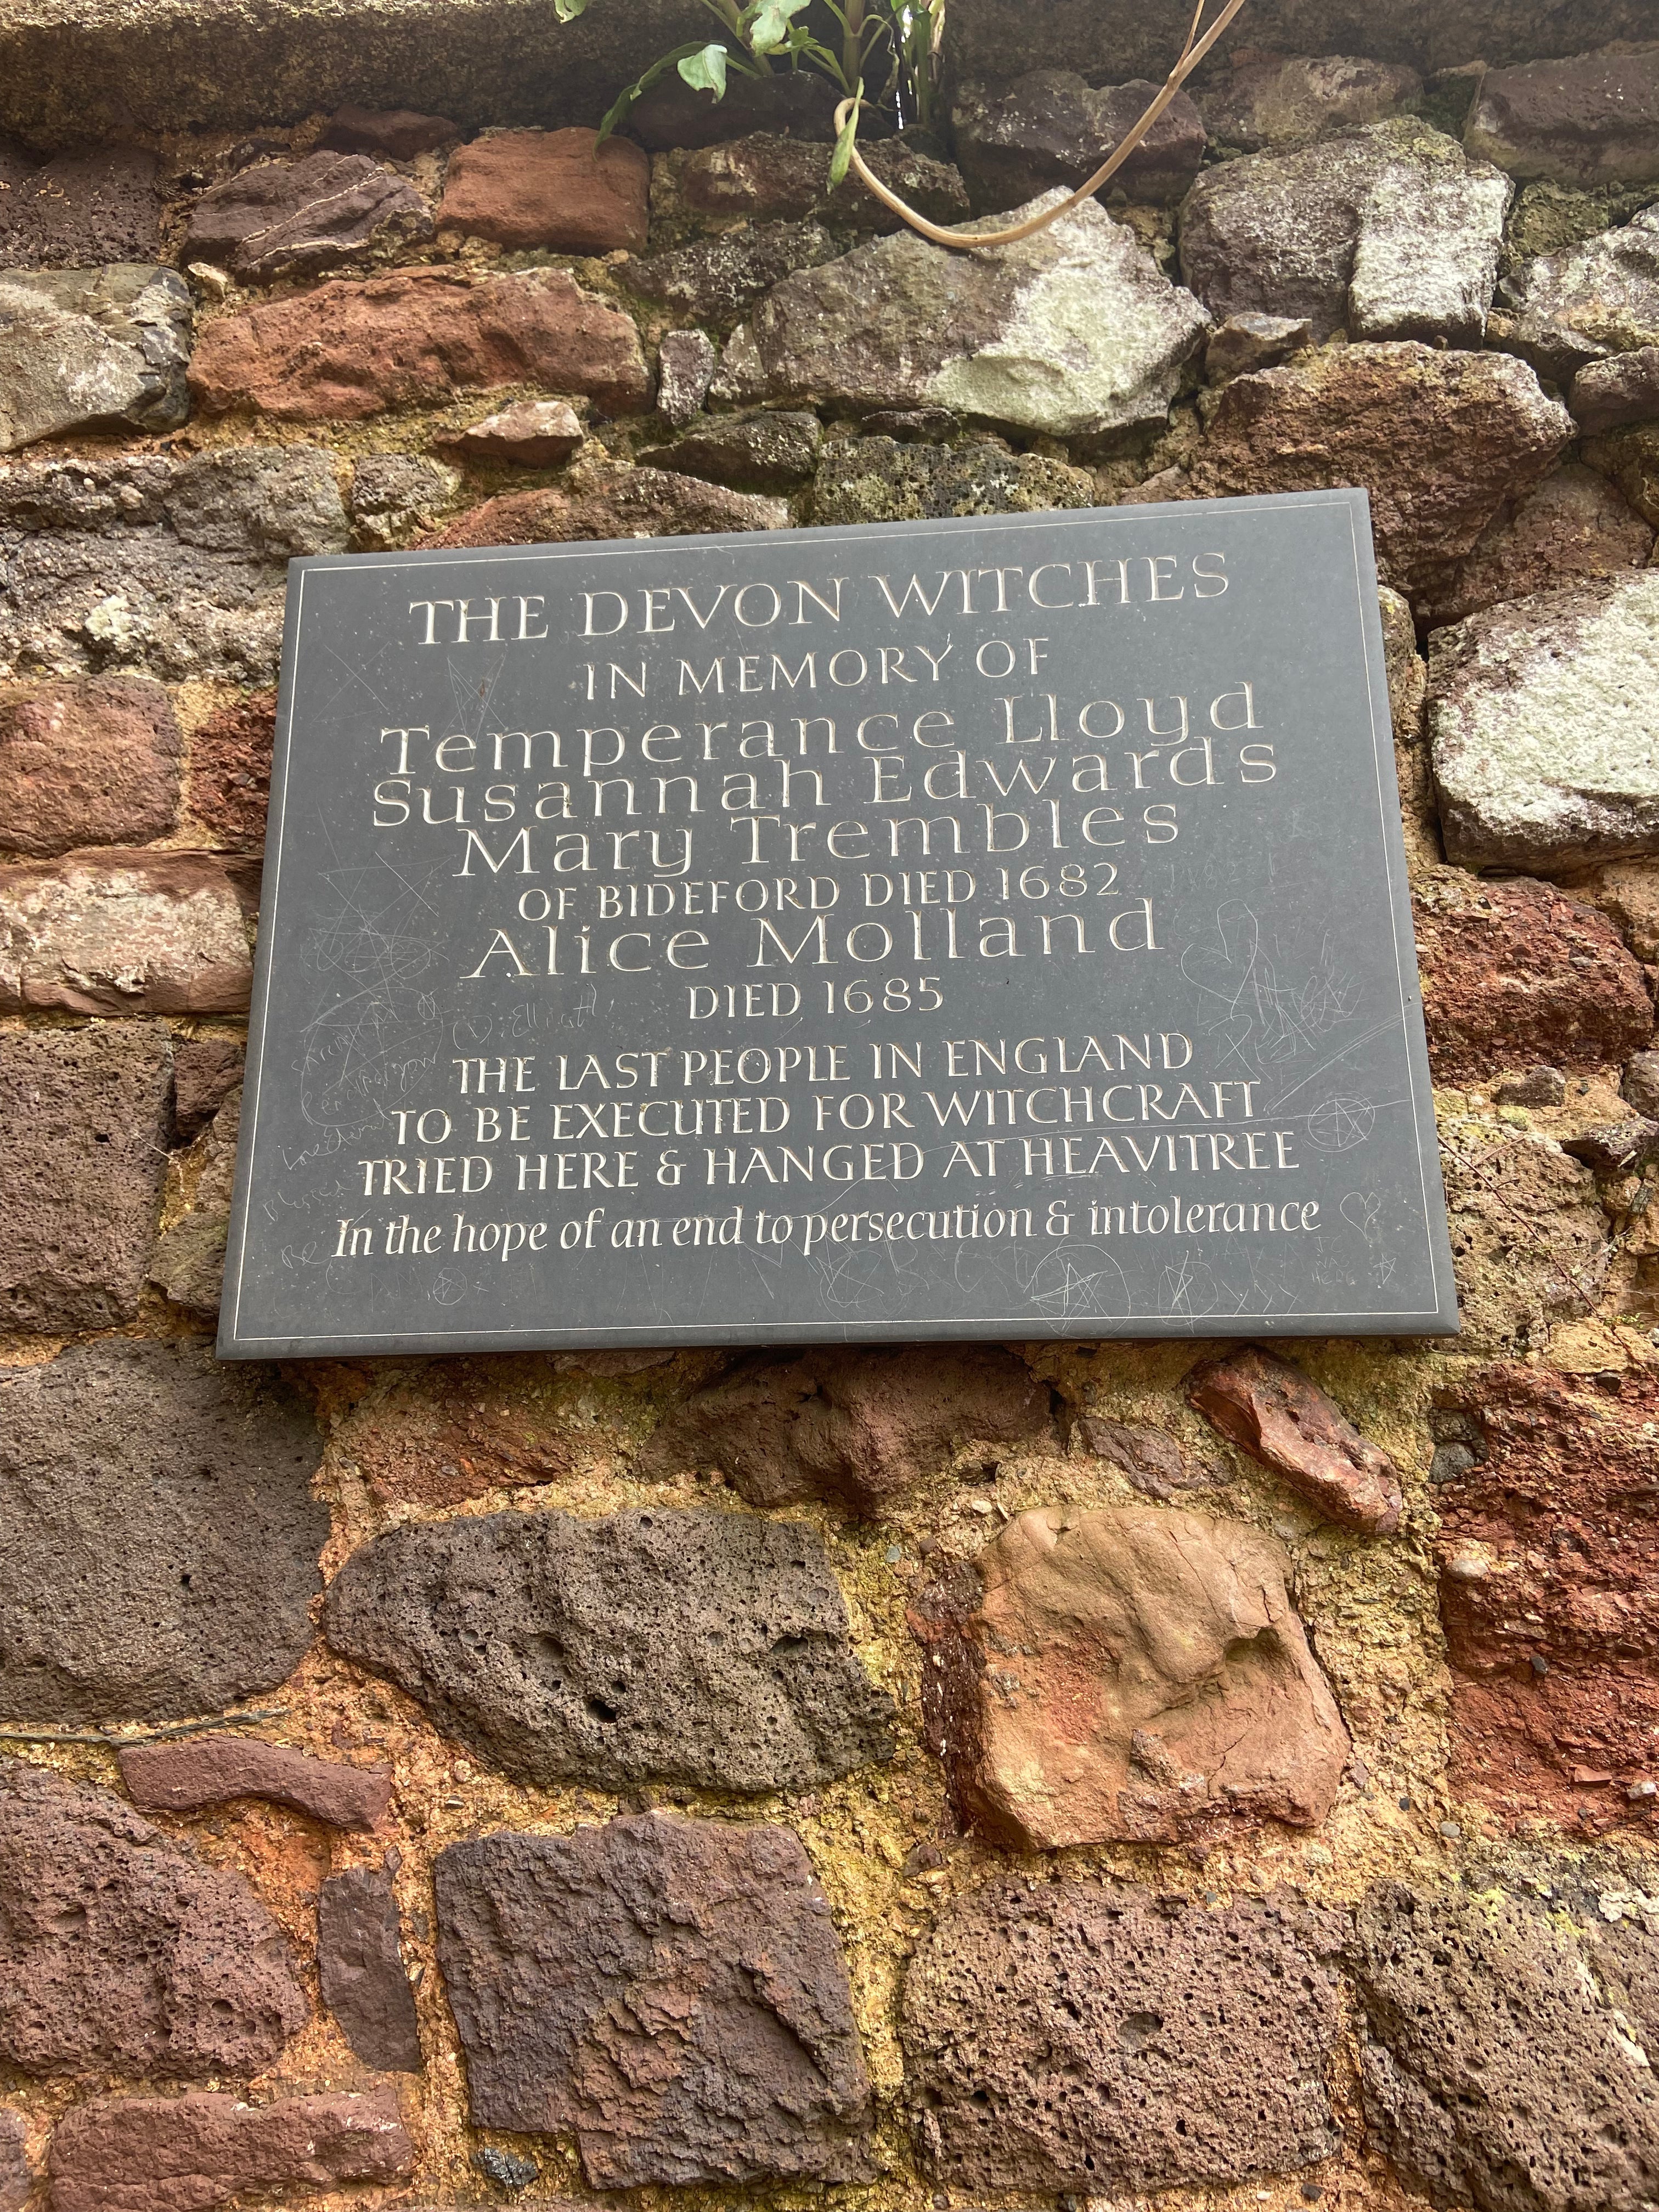 THE DEVON WITCHES
IN MEMORY OF
Temperance Lloyd
Susannah Edwards
Mary Trembles
OF BIDEFORD DIED 1682
Alice Molland
DIED 1685
THE LAST PEOPLE IN ENGLAND
TO BE EXECUTED FOR WITCHCRAFT
TRIED HERE & HANGED AT HEAVITREE
In the hope of an end to persecution & intolerance